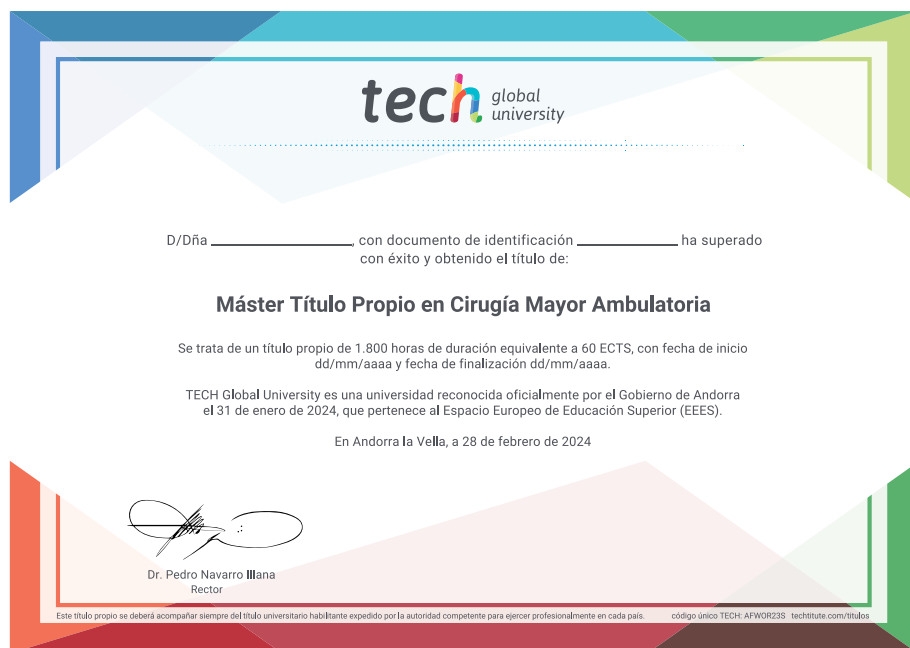 tech global university
D/Dña ____________________, con documento de identificación ______________ ha superado
con éxito y obtenido el título de:
Máster Título Propio en Cirugía Mayor Ambulatoria
Se trata de un título propio de 1.800 horas de duración equivalente a 60 ECTS, con fecha de inicio
dd/mm/aaaa y fecha de finalización dd/mm/aaaa.
TECH Global University es una universidad reconocida oficialmente por el Gobierno de Andorra
el 31 de enero de 2024, que pertenece al Espacio Europeo de Educación Superior (EEES).
En Andorra la Vella, a 28 de febrero de 2024
Dr. Pedro Navarro Illana
Rector
Este título propio se deberá acompañar siempre del título universitario habilitante expedido por la autoridad competente para ejercer profesionalmente en cada país. código único TECH: AFWOR23S techtitute.com/titulos